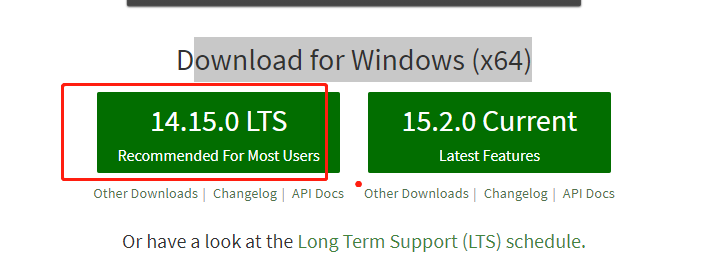 Download for Windows (x64)
14.15.0 LTS
Recommended For Most Users
15.2.0 Current
Latest Features
Other Downloads | Changelog | API Docs
Other Downloads | Changelog | API Docs
Or have a look at the Long Term Support (LTS) schedule.